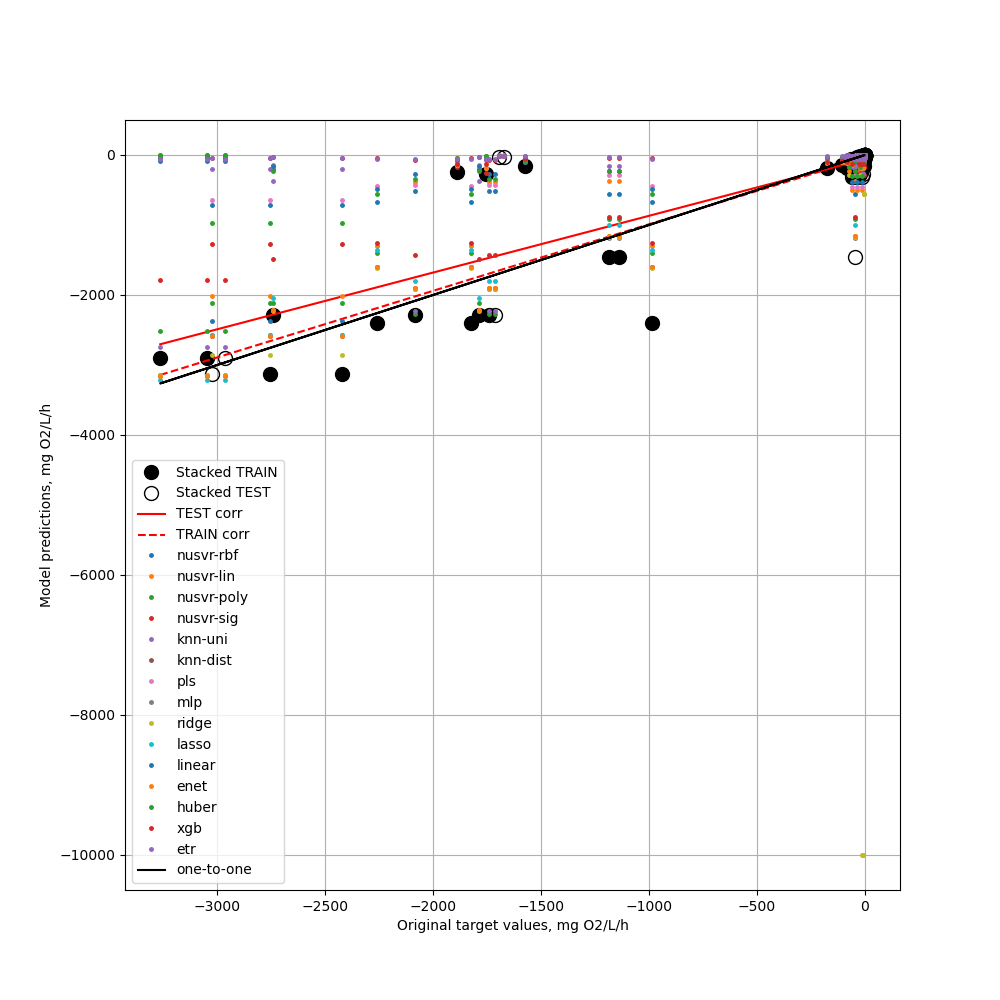 0
−2000
−4000
−6000
−8000
−10000
Model predictions, mg O2/L/h
Stacked TRAIN
Stacked TEST
TEST corr
TRAIN corr
nusvr-rbf
nusvr-lin
nusvr-poly
nusvr-sig
knn-uni
knn-dist
pls
mlp
ridge
lasso
linear
enet
huber
xgb
etr
one-to-one
−3000 −2500 −2000 −1500 −1000 −500 0
Original target values, mg O2/L/h